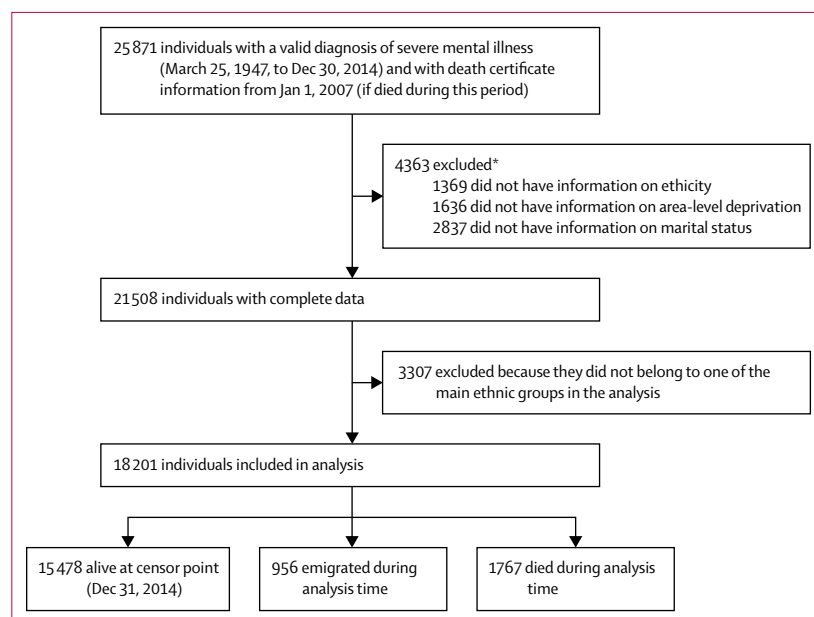 25 871 individuals with a valid diagnosis of severe mental illness
(March 25, 1947, to Dec 30, 2014) and with death certificate
information from Jan 1, 2007 (if died during this period)
4363 excluded*
1369 did not have information on ethicity
1636 did not have information on area-level deprivation
2837 did not have information on marital status
21 508 individuals with complete data
3307 excluded because they did not belong to one of the
main ethnic groups in the analysis
18 201 individuals included in analysis
15 478 alive at censor point
(Dec 31, 2014)
956 emigrated during
analysis time
1767 died during analysis
time